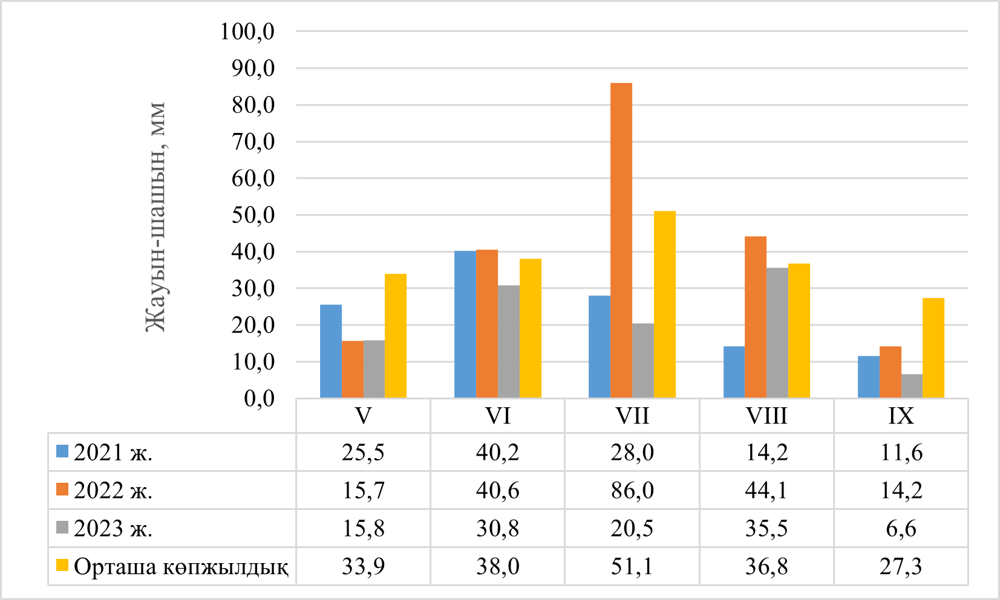 Жауын-шашын, мм
100,0
90,0
80,0
70,0
60,0
50,0
40,0
30,0
20,0
10,0
0,0
V VI VII VIII IX
2021 ж. 25,5 40,2 28,0 14,2 11,6
2022 ж. 15,7 40,6 86,0 44,1 14,2
2023 ж. 15,8 30,8 20,5 35,5 6,6
Орташа көпжылдық 33,9 38,0 51,1 36,8 27,3